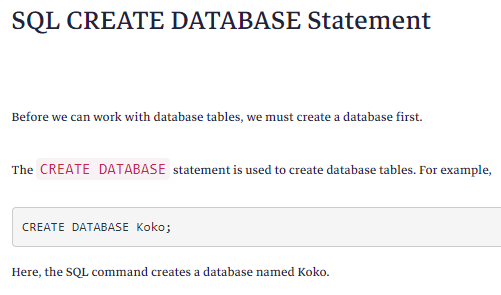 SQL CREATE DATABASE Statement
Before we can work with database tables, we must create a database first.
The CREATE DATABASE statement is used to create database tables. For example,
CREATE DATABASE Koko;
Here, the SQL command creates a database named Koko.